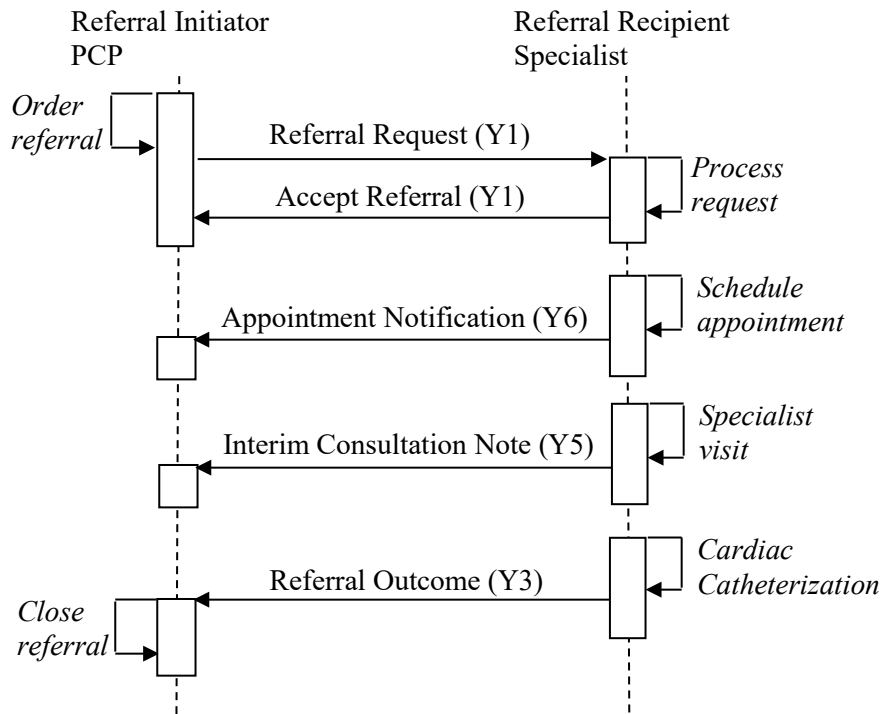 Referral Initiator
PCP
Referral Recipient
Specialist
Order
referral
Referral Request (Y1)
Process
request
Accept Referral (Y1)
Schedule
appointment
Appointment Notification (Y6)
Specialist
visit
Interim Consultation Note (Y5)
Cardiac
Catheterization
Referral Outcome (Y3)
Close
referral